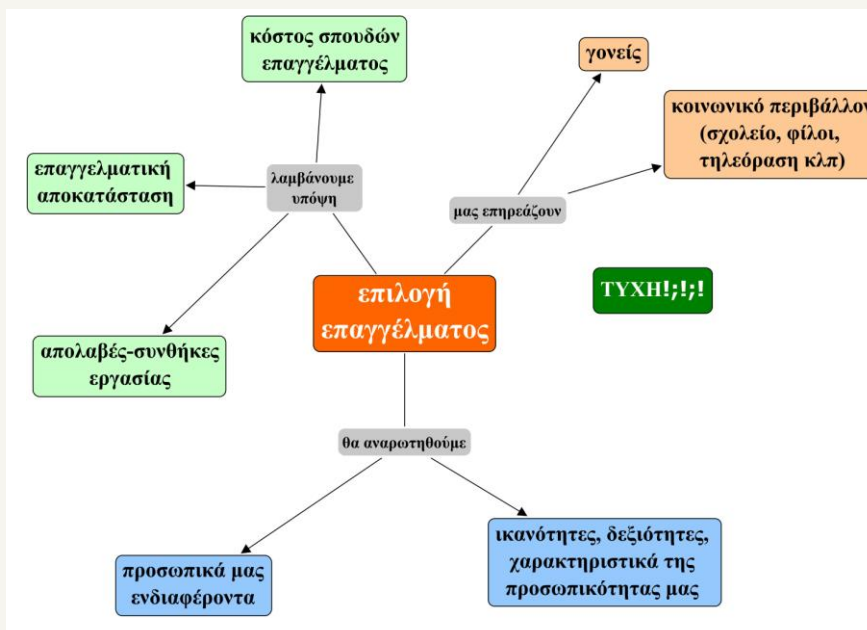 κόστος σπουδών
επαγγέλματος
γονείς
κοινωνικό περιβάλλον
(σχολείο, φίλοι,
τηλεόραση κλπ)
επαγγελματική
αποκατάσταση
λαμβάνουμε
υπόψη
μας επηρεάζουν
επιλογή
επαγγέλματος
ΤΥΧΗ!;!;!
απολαβές-συνθήκες
εργασίας
θα αναρωτηθούμε
προσωπικά μας
ενδιαφέροντα
ικανότητες, δεξιότητες,
χαρακτηριστικά της
προσωπικότητας μας